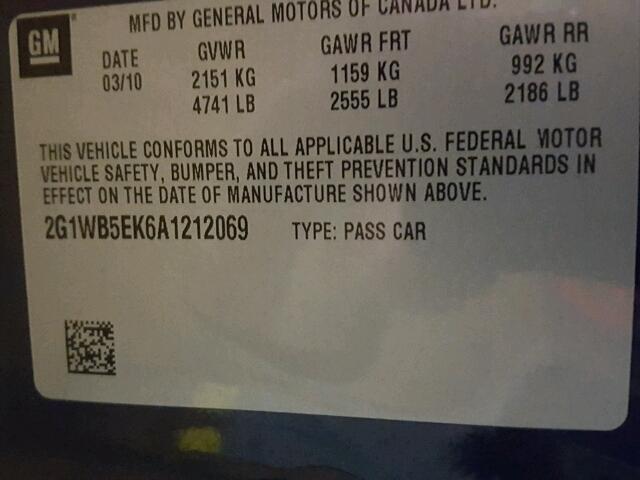 MFD BY GENERAL MOTORS OF CANADA LTD.
GM®
DATE GVWR GAWR FRT GAWR RR
03/10 2151 KG 1159 KG 992 KG
4741 LB 2555 LB 2186 LB
THIS VEHICLE CONFORMS TO ALL APPLICABLE U.S. FEDERAL MOTOR
VEHICLE SAFETY, BUMPER, AND THEFT PREVENTION STANDARDS IN
EFFECT ON THE DATE OF MANUFACTURE SHOWN ABOVE.
2G1WB5EK6A1212069 TYPE: PASS CAR